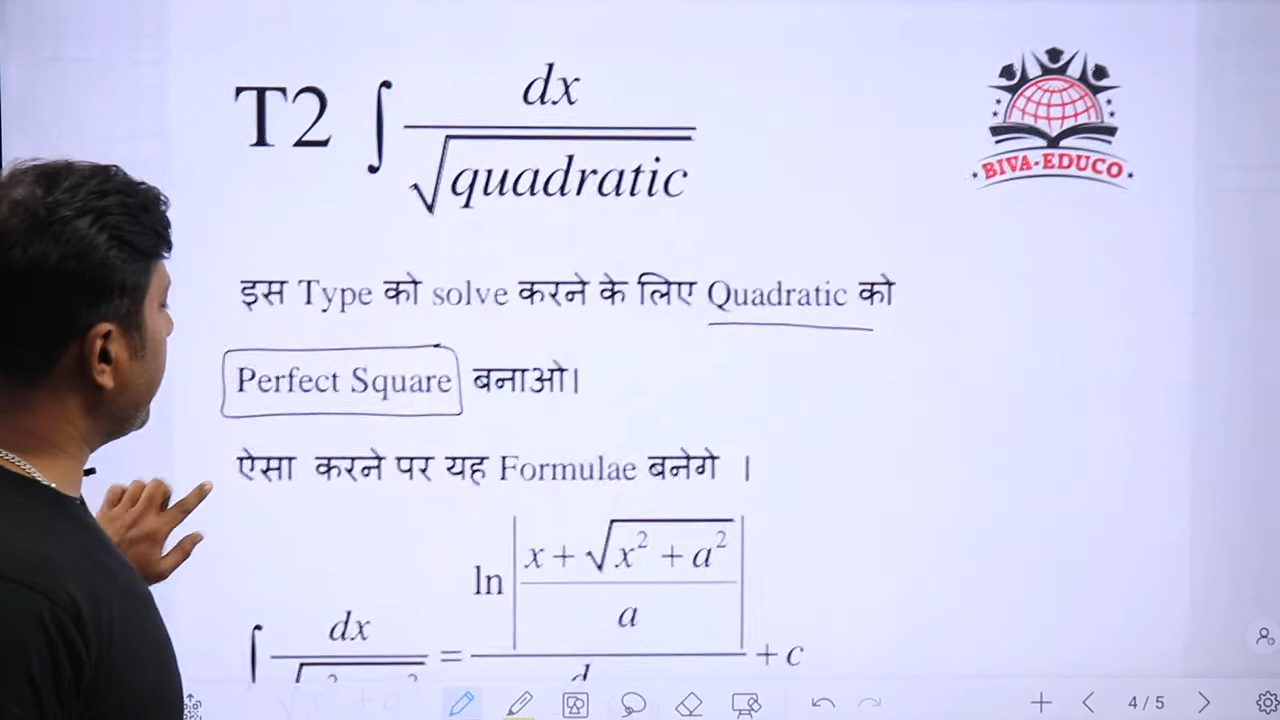 T2 ∫ dx / √quadratic
BIVA-EDUCO
इस Type को solve करने के लिए Quadratic को
Perfect Square बनाओ।
ऐसा करने पर यह Formulae बनेगे ।
∫ dx / = ln |(x + √x² + a²) / a| / d + c
4/5